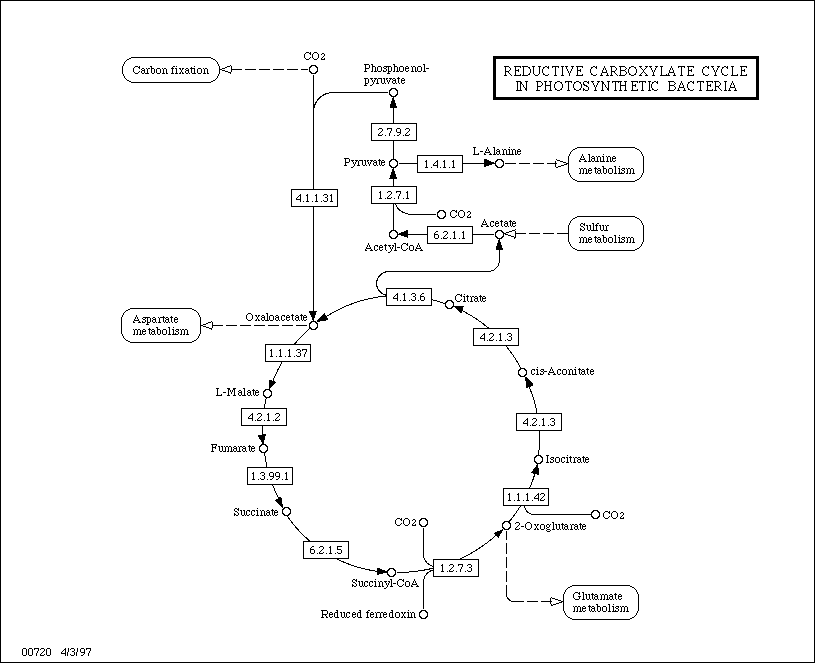 CO2
Carbon fixation
Phosphoenol-
pyruvate
REDUCTIVE CARBOXYLATE CYCLE
IN PHOTOSYNTHETIC BACTERIA
2.7.9.2
L-Alanine
Pyruvate
1.4.1.1
Alanine
metabolism
4.1.1.31
1.2.7.1
CO2
Acetate
Sulfur
metabolism
6.2.1.1
Acetyl-CoA
4.1.3.6
Citrate
Oxaloacetate
Aspartate
metabolism
4.2.1.3
1.1.1.37
cis-Aconitate
L-Malate
4.2.1.2
4.2.1.3
Fumarate
Isocitrate
1.3.99.1
1.1.1.42
Succinate
CO2
CO2
2-Oxoglutarate
6.2.1.5
1.2.7.3
Succinyl-CoA
Glutamate
metabolism
Reduced ferredoxin
00720 4/3/97